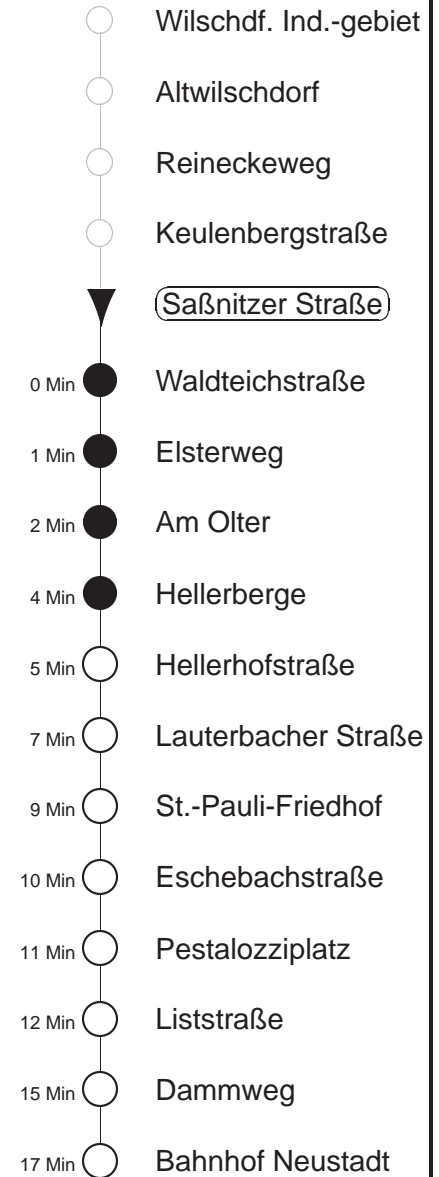 Wilschdf. Ind.-gebiet
Altwilschdorf
Reineckeweg
Keulenbergstraße
Saßnitzer Straße
0 Min Waldteichstraße
1 Min Elsterweg
2 Min Am Olter
4 Min Hellerberge
5 Min Hellerhofstraße
7 Min Lauterbacher Straße
9 Min St.-Pauli-Friedhof
10 Min Eschebachstraße
11 Min Pestalozziplatz
12 Min Liststraße
15 Min Dammweg
17 Min Bahnhof Neustadt